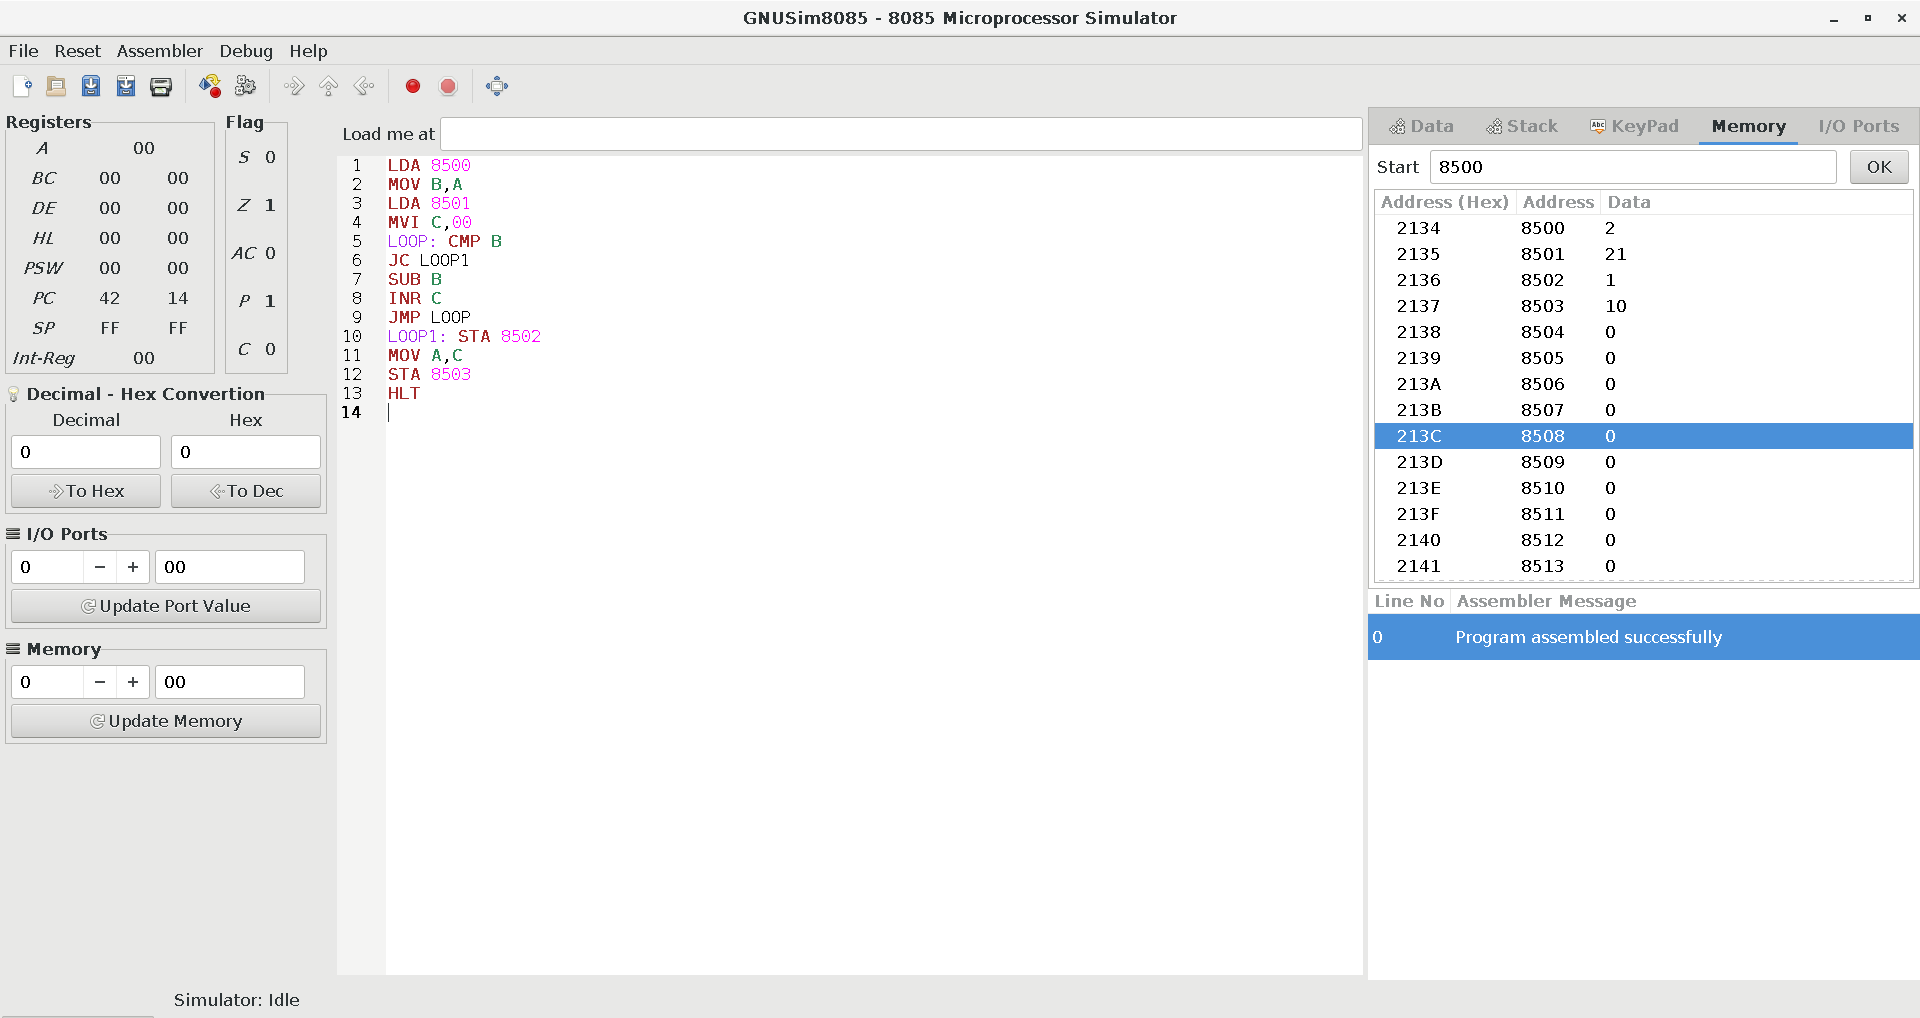 GNUSim8085 - 8085 Microprocessor Simulator
File Reset Assembler Debug Help
Registers
A 00
BC 00 00
DE 00 00
HL 00 00
PSW 00 00
PC 42 14
SP FF FF
Int-Reg 00
Flag
S 0
Z 1
AC 0
P 1
C 0
Decimal - Hex Convertion
Decimal Hex
0 0
To Hex To Dec
I/O Ports
0 − + 00
Update Port Value
Memory
0 − + 00
Update Memory
Load me at
1 LDA 8500
2 MOV B,A
3 LDA 8501
4 MVI C,00
5 LOOP: CMP B
6 JC LOOP1
7 SUB B
8 INR C
9 JMP LOOP
10 LOOP1: STA 8502
11 MOV A,C
12 STA 8503
13 HLT
14
Data Stack Abc KeyPad Memory I/O Ports
Start 8500 OK
Address (Hex) Address Data
2134 8500 2
2135 8501 21
2136 8502 1
2137 8503 10
2138 8504 0
2139 8505 0
213A 8506 0
213B 8507 0
213C 8508 0
213D 8509 0
213E 8510 0
213F 8511 0
2140 8512 0
2141 8513 0
Line No Assembler Message
0 Program assembled successfully
Simulator: Idle